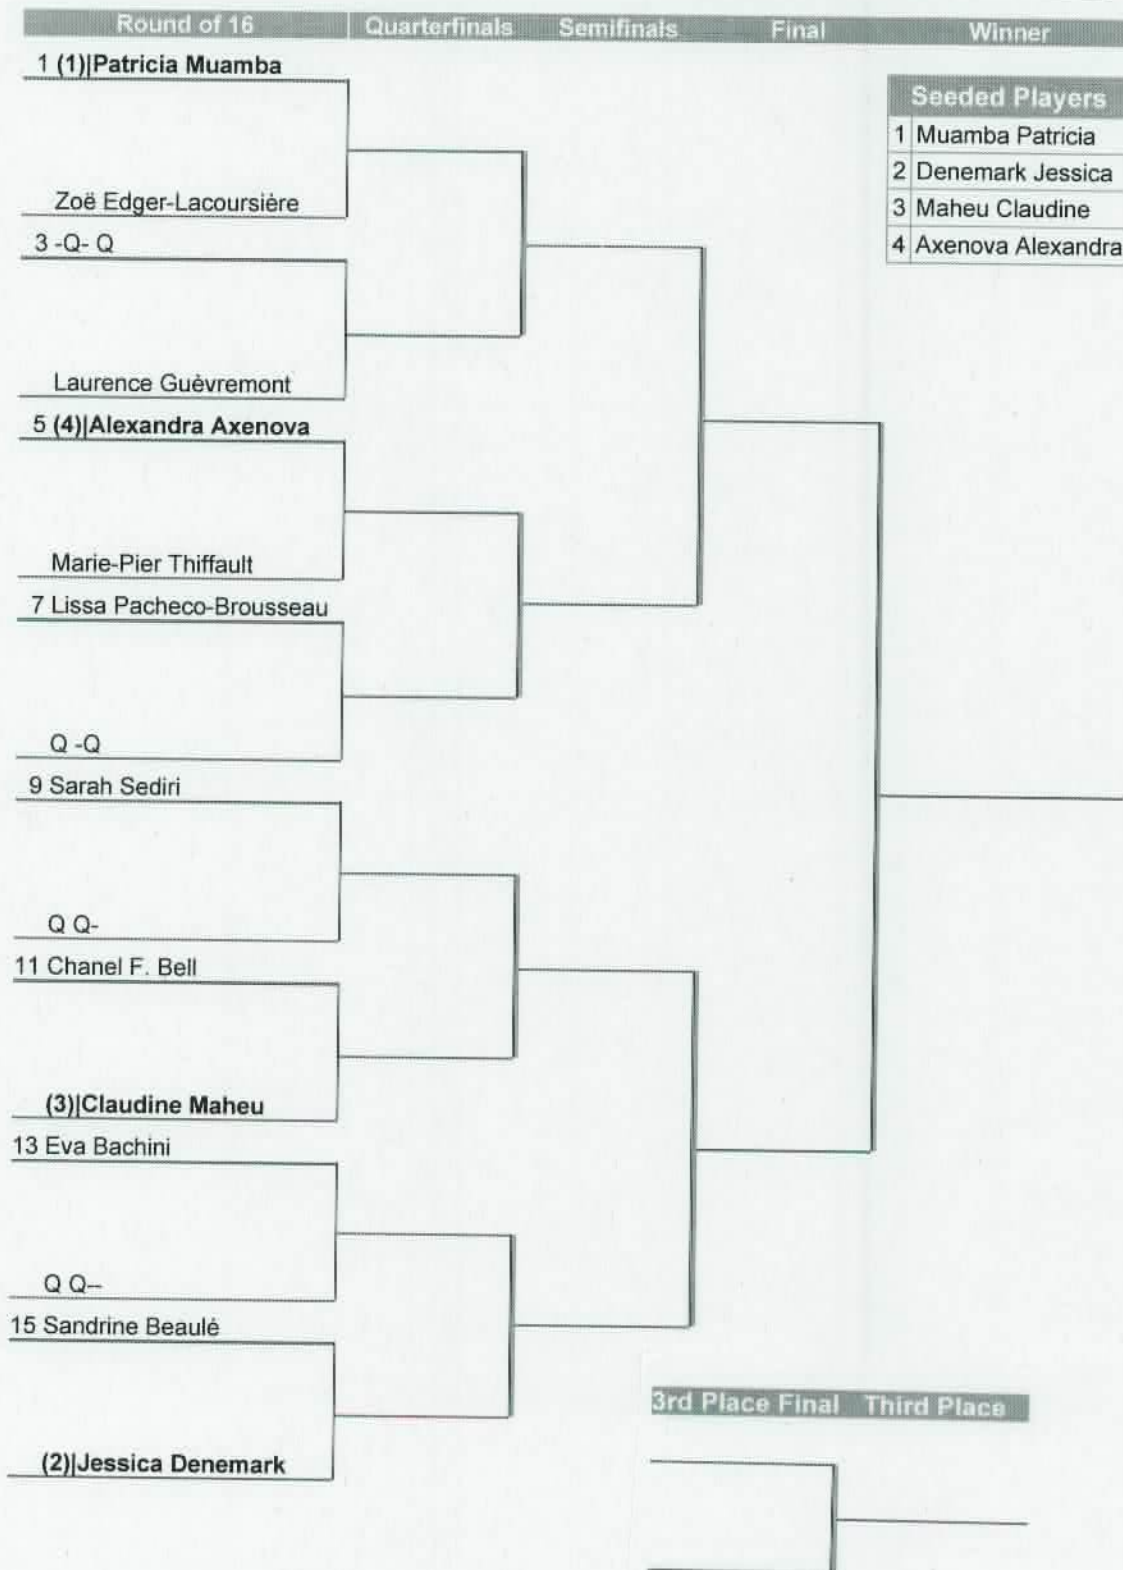 Round of 16 Quarterfinals Semifinals Final Winner
1 (1)|Patricia Muamba
Seeded Players
1 Muamba Patricia
2 Denemark Jessica
3 Maheu Claudine
4 Axenova Alexandra
Zoë Edger-Lacoursière
3 -Q- Q
Laurence Guèvremont
5 (4)|Alexandra Axenova
Marie-Pier Thiffault
7 Lissa Pacheco-Brousseau
Q -Q
9 Sarah Sediri
Q Q-
11 Chanel F. Bell
(3)|Claudine Maheu
13 Eva Bachini
Q Q--
15 Sandrine Beaulé
(2)|Jessica Denemark
3rd Place Final Third Place